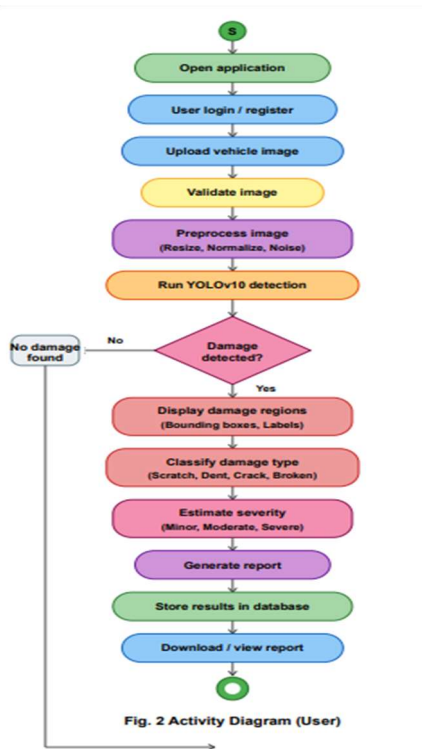 S
Open application
User login / register
Upload vehicle image
Validate image
Preprocess image
(Resize, Normalize, Noise)
Run YOLOv10 detection
Damage
detected?
No
No damage
found
Yes
Display damage regions
(Bounding boxes, Labels)
Classify damage type
(Scratch, Dent, Crack, Broken)
Estimate severity
(Minor, Moderate, Severe)
Generate report
Store results in database
Download / view report
Fig. 2 Activity Diagram (User)